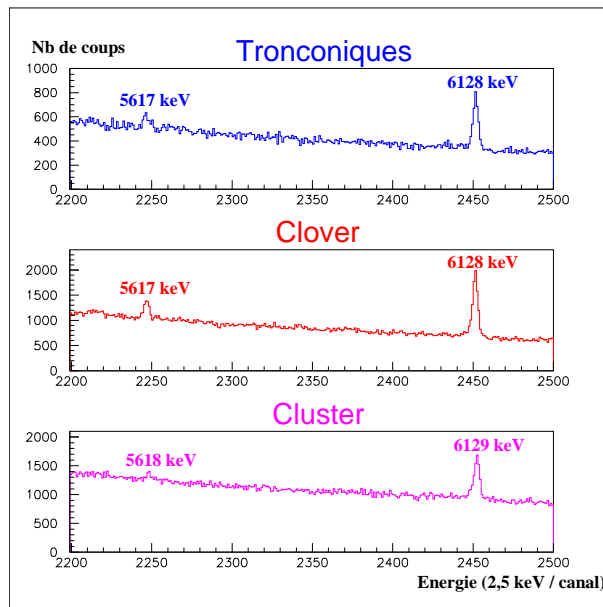 Nb de coups
Tronconiques
1000
800
600
400
200
0
5617 keV
6128 keV
2200 2250 2300 2350 2400 2450 2500
Clover
2000
1500
1000
500
0
5617 keV
6128 keV
2200 2250 2300 2350 2400 2450 2500
Cluster
2000
1500
1000
500
0
5618 keV
6129 keV
2200 2250 2300 2350 2400 2450 2500
Energie (2,5 keV / canal)